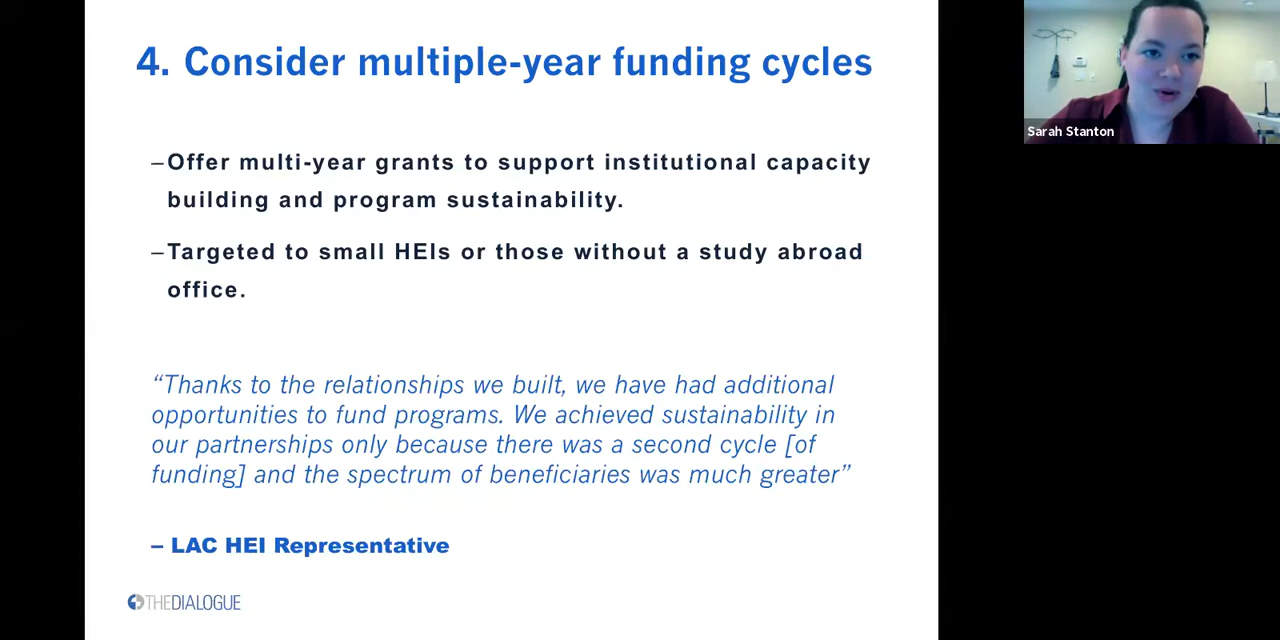 4. Consider multiple-year funding cycles
–Offer multi-year grants to support institutional capacity
building and program sustainability.
–Targeted to small HEIs or those without a study abroad
office.
“Thanks to the relationships we built, we have had additional
opportunities to fund programs. We achieved sustainability in
our partnerships only because there was a second cycle [of
funding] and the spectrum of beneficiaries was much greater”
– LAC HEI Representative
THEDIALOGUE
Sarah Stanton